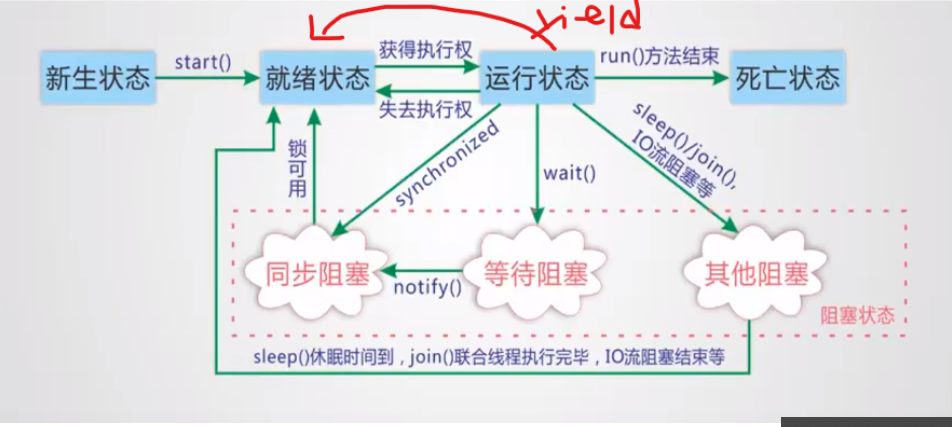 yield
新生状态
start()
就绪状态
获得执行权
失去执行权
运行状态
run()方法结束
死亡状态
锁可用
synchronized
wait()
sleep()/join(),
IO流阻塞等
同步阻塞
notify()
等待阻塞
其他阻塞
阻塞状态
sleep()休眠时间到，join()联合线程执行完毕，IO流阻塞结束等